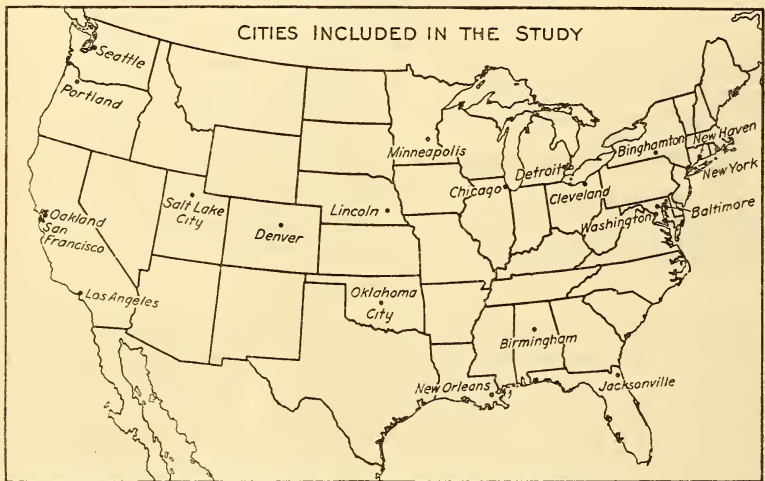 CITIES INCLUDED IN THE STUDY
Seattle
Portland
Minneapolis
Binghamton
New Haven
Detroit
New York
Chicago
Cleveland
Salt Lake
City
Lincoln
Baltimore
Washington
Oakland
San
Francisco
Denver
Los Angeles
Oklahoma
City
Birmingham
New Orleans
Jacksonville